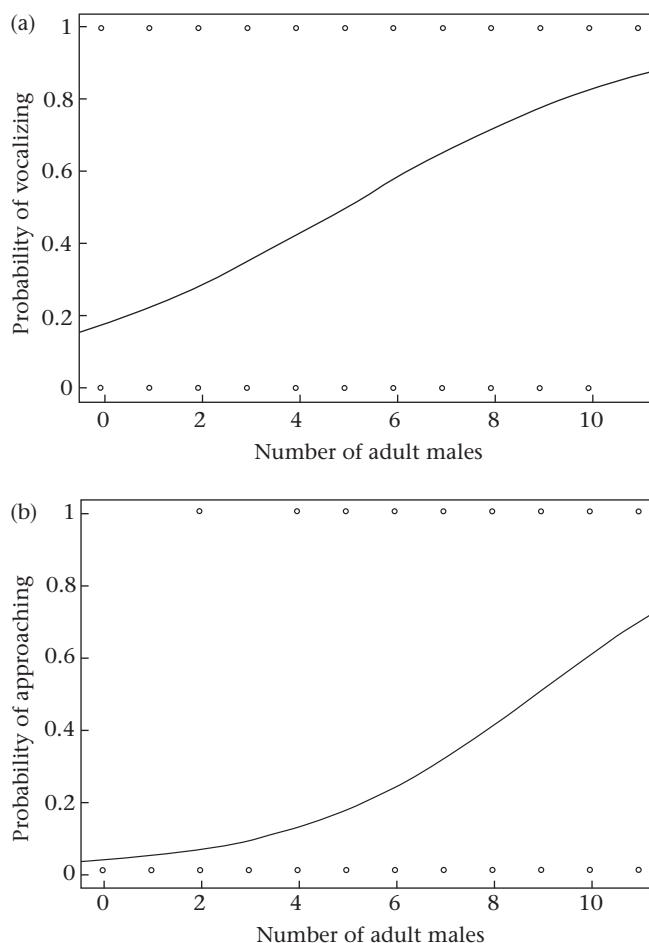 (a)
1
0.8
0.6
0.4
0.2
0
Probability of vocalizing
0 2 4 6 8 10
Number of adult males
(b)
1
0.8
0.6
0.4
0.2
0
Probability of approaching
0 2 4 6 8 10
Number of adult males